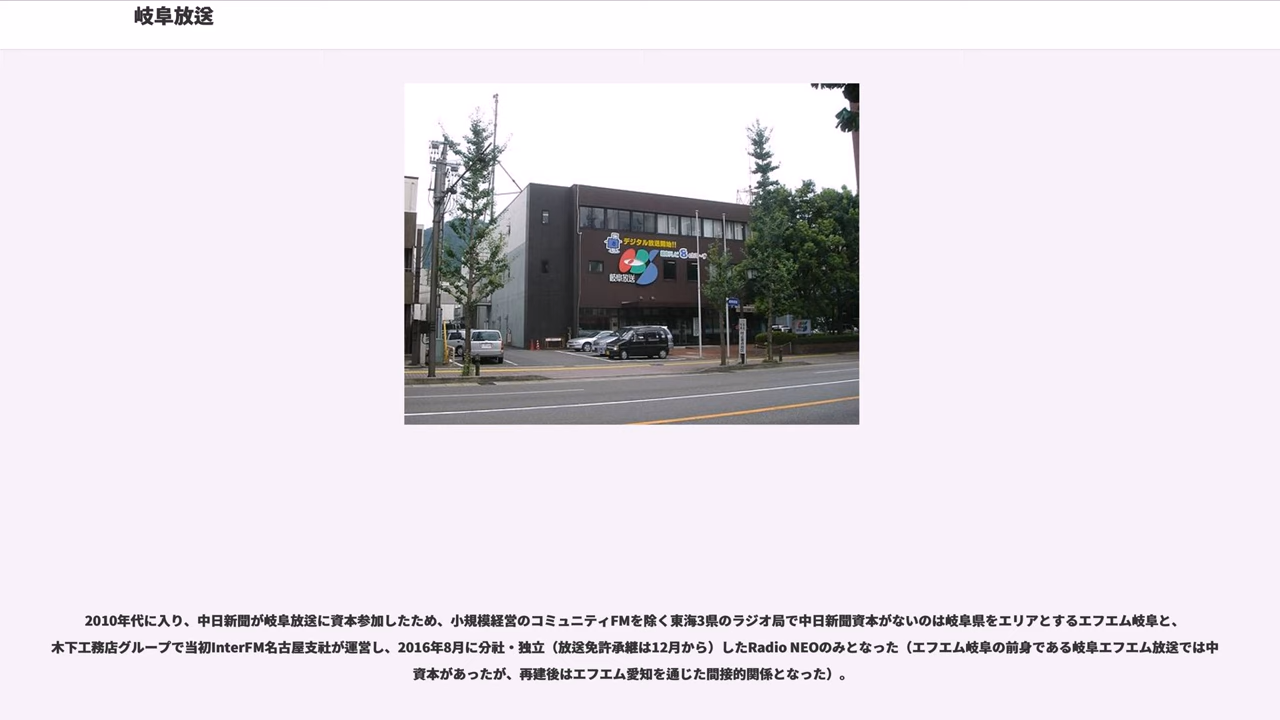 岐阜放送
デジタル放送開始!!
岐阜放送
2010年代に入り、中日新聞が岐阜放送に資本参加したため、小規模経営のコミュニティFMを除く東海3県のラジオ局で中日新聞資本がないのは岐阜県をエリアとするエフエム岐阜と、
木下工務店グループで当初InterFM名古屋支社が運営し、2016年8月に分社・独立（放送免許承継は12月から）したRadio NEOのみとなった（エフエム岐阜の前身である岐阜エフエム放送では中
資本があったが、再建後はエフエム愛知を通じた間接的関係となった）。